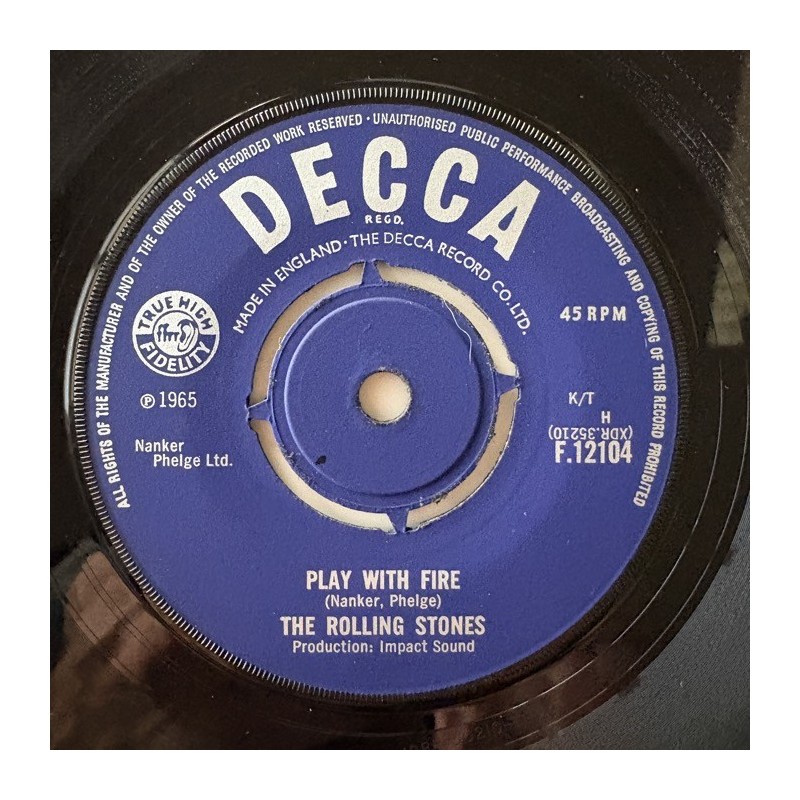 ALL RIGHTS OF THE MANUFACTURER AND OF THE OWNER OF THE RECORDED WORK RESERVED · UNAUTHORISED PUBLIC PERFORMANCE BROADCASTING AND COPYING OF THIS RECORD PROHIBITED
DECCA
REGD.
MADE IN ENGLAND · THE DECCA RECORD CO. LTD.
TRUE HIGH
ffrr
FIDELITY
45 RPM
℗ 1965
K/T
H
(XDR.35210)
F.12104
Nanker
Phelge Ltd.
PLAY WITH FIRE
(Nanker, Phelge)
THE ROLLING STONES
Production: Impact Sound